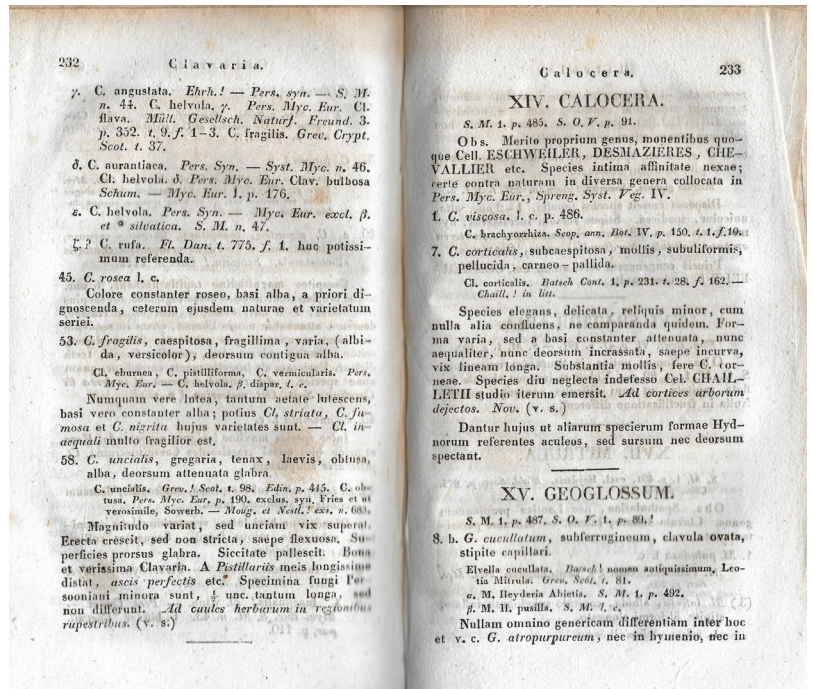 232
Clavaria.
γ. C. angustata. Ehrh.! — Pers. syn. — S. M.
n. 44. C. helvola. γ. Pers. Myc. Eur. Cl.
flava. Müll. Gesellsch. Naturf. Freund. 3.
p. 352. t. 9. f. 1–3. C. fragilis. Grev. Crypt.
Scot. t. 37.
δ. C. aurantiaca. Pers. Syn. — Syst. Myc. n. 46.
Cl. helvola. δ. Pers. Myc. Eur. Clav. bulbosa
Schum. — Myc. Eur. 1. p. 176.
ε. C. helvola. Pers. Syn. — Myc. Eur. excl. β.
et * silvatica. S. M. n. 47.
ζ.? C. rufa. Fl. Dan. t. 775. f. 1. huc potissi-
mum referenda.
45. C. rosea l. c.
Colore constanter roseo, basi alba, a priori di-
gnoscenda, ceterum ejusdem naturae et varietatum
seriei.
53. C. fragilis, caespitosa, fragillima, varia, (albi-
da, versicolor), deorsum contigua alba.
Cl. eburnea, C. pistilliforma, C. vermicularis. Pers.
Myc. Eur. — C. helvola. β. dispar. l. c.
Numquam vere lutea, tantum aetate lutescens,
basi vero constanter alba; potius Cl. striata, C. fu-
mosa et C. nigrita hujus varietates sunt. — Cl. in-
aequali multo fragilior est.
58. C. uncialis, gregaria, tenax, laevis, obtusa,
alba, deorsum attenuata glabra.
C. uncialis. Grev.! Scot. t. 98. Edin. p. 415. C. ob-
tusa. Pers. Myc. Eur. p. 190. exclus. syn. Fries et ut
verosimile, Sowerb. — Moug. et Nestl.! exs. n. 683.
Magnitudo variat, sed unciam vix superat.
Erecta crescit, sed non stricta, saepe flexuosa. Su-
perficies prorsus glabra. Siccitate pallescit. Bona
et verissima Clavaria. A Pistillariis meis longissime
distat, ascis perfectis etc. Specimina fungi Per-
sooniani minora sunt, ½ unc. tantum longa, sed
non differunt. Ad caules herbarum in regionibus
rupestribus. (v. s.)
Calocera.
233
XIV. CALOCERA.
S. M. 1. p. 485. S. O. V. p. 91.
Obs. Merito proprium genus, monentibus quo-
que Cell. ESCHWEILER, DESMAZIERES, CHE-
VALLIER etc. Species intima affinitate nexae;
certe contra naturam in diversa genera collocata in
Pers. Myc. Eur., Spreng. Syst. Veg. IV.
1. C. viscosa. l. c. p. 486.
C. brachyorrhiza. Scop. ann. Bot. IV. p. 150. t. 1. f. 10.
7. C. corticalis, subcaespitosa, mollis, subuliformis,
pellucida, carneo-pallida.
Cl. corticalis. Batsch Cont. 1. p. 231. t. 28. f. 162. —
Chaill.! in litt.
Species elegans, delicata, reliquis minor, cum
nulla alia confluens, ne comparanda quidem. For-
ma varia, sed a basi constanter attenuata, nunc
aequaliter, nunc deorsum incrassata, saepe incurva,
vix lineam longa. Substantia mollis, fere C. cor-
neae. Species diu neglecta indefesso Cel. CHAIL-
LETII studio iterum emersit. Ad cortices arborum
dejectos. Nov. (v. s.)
Dantur hujus ut aliarum specierum formae Hyd-
norum referentes aculeos, sed sursum nec deorsum
spectant.
XV. GEOGLOSSUM.
S. M. 1. p. 487. S. O. V. 1. p. 89.!
8. b. G. cucullatum, subferrugineum, clavula ovata,
stipite capillari.
Elvella cucullata. Batsch! nomen antiquissimum. Leo-
tia Mitrula. Grev. Scot. t. 81.
α. M. Heyderia Abietis. S. M. 1. p. 492.
β. M. H. pusilla. S. M. l. c.
Nullam omnino genericam differentiam inter hoc
et v. c. G. atropurpureum, nec in hymenio, nec in